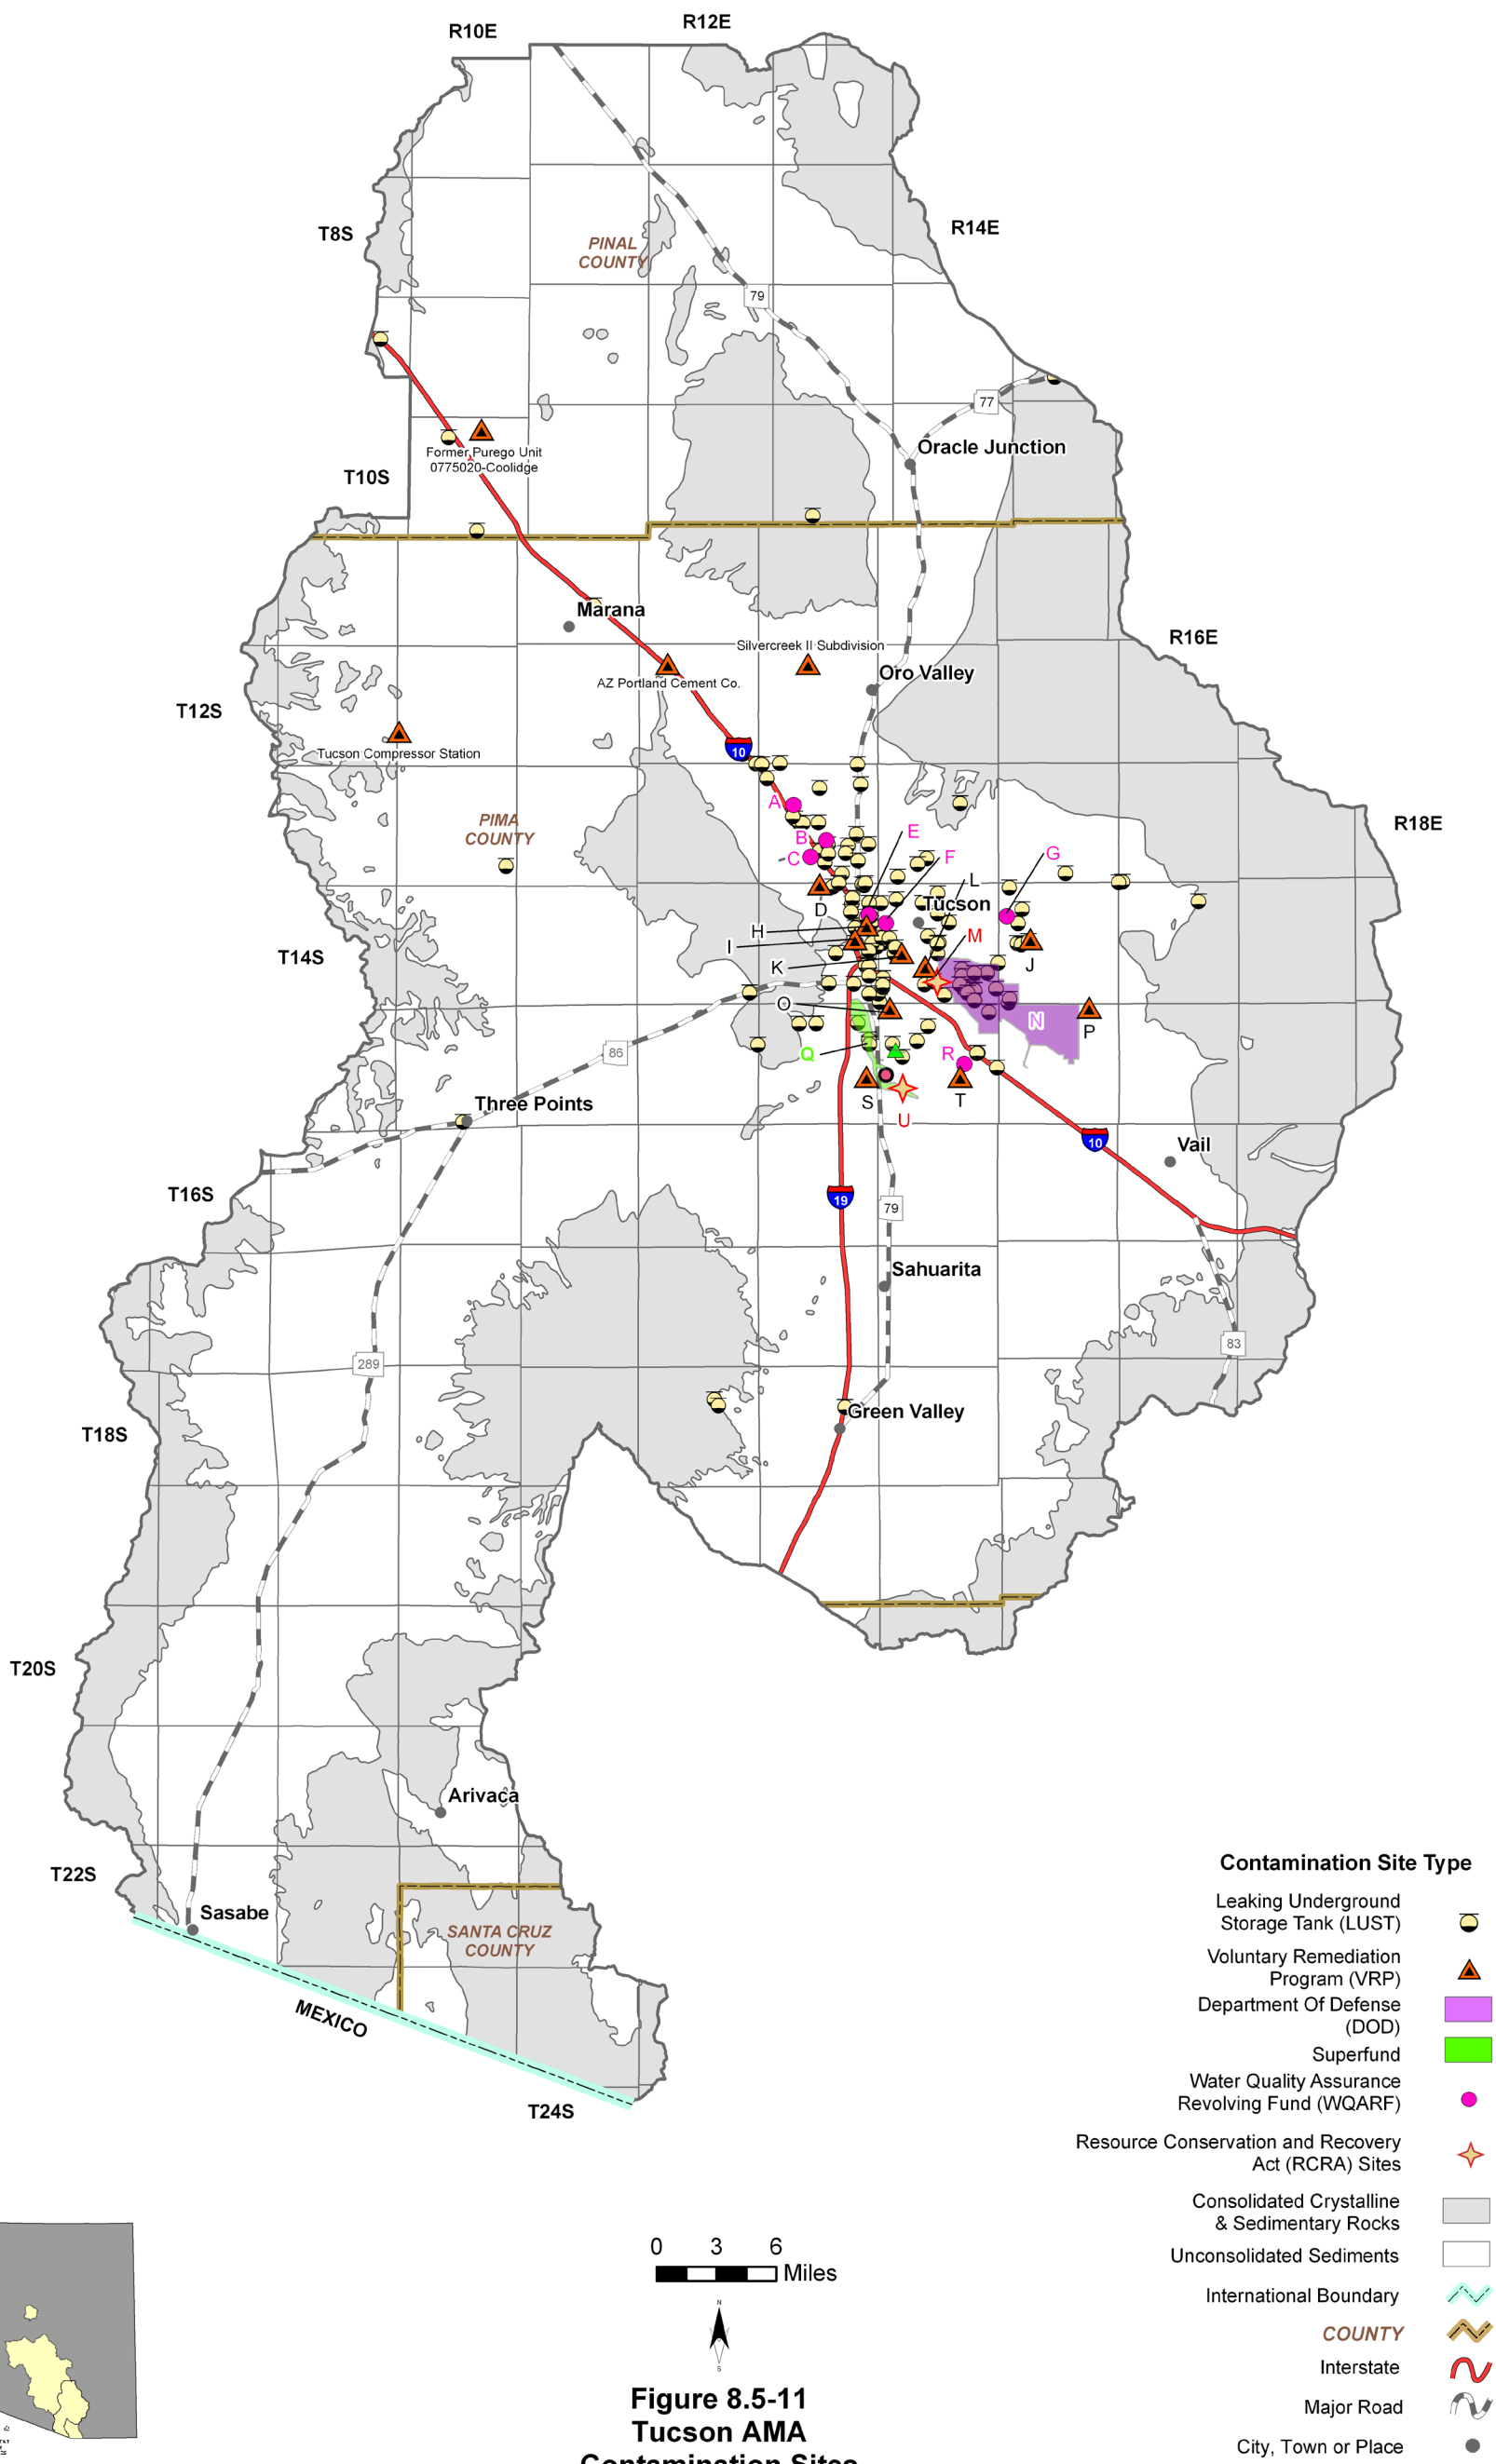 R10E
R12E
T8S
PINAL
COUNTY
R14E
79
77
Oracle Junction
Former Purego Unit
0775020-Coolidge
T10S
Marana
Silvercreek II Subdivision
R16E
AZ Portland Cement Co.
Oro Valley
T12S
Tucson Compressor Station
10
A
PIMA
COUNTY
R18E
B
E
C
F
G
L
D
Tucson
H
M
I
T14S
K
J
O
N
P
86
Q
R
Three Points
S
T
U
10
Vail
T16S
19
79
Sahuarita
83
289
Green Valley
T18S
T20S
Arivaca
T22S
Sasabe
SANTA CRUZ
COUNTY
MEXICO
T24S
Contamination Site Type
Leaking Underground
Storage Tank (LUST)
Voluntary Remediation
Program (VRP)
Department Of Defense
(DOD)
Superfund
Water Quality Assurance
Revolving Fund (WQARF)
Resource Conservation and Recovery
Act (RCRA) Sites
Consolidated Crystalline
& Sedimentary Rocks
Unconsolidated Sediments
International Boundary
COUNTY
Interstate
Major Road
City, Town or Place
0 3 6
Miles
N
S
Figure 8.5-11
Tucson AMA
Contamination Sites